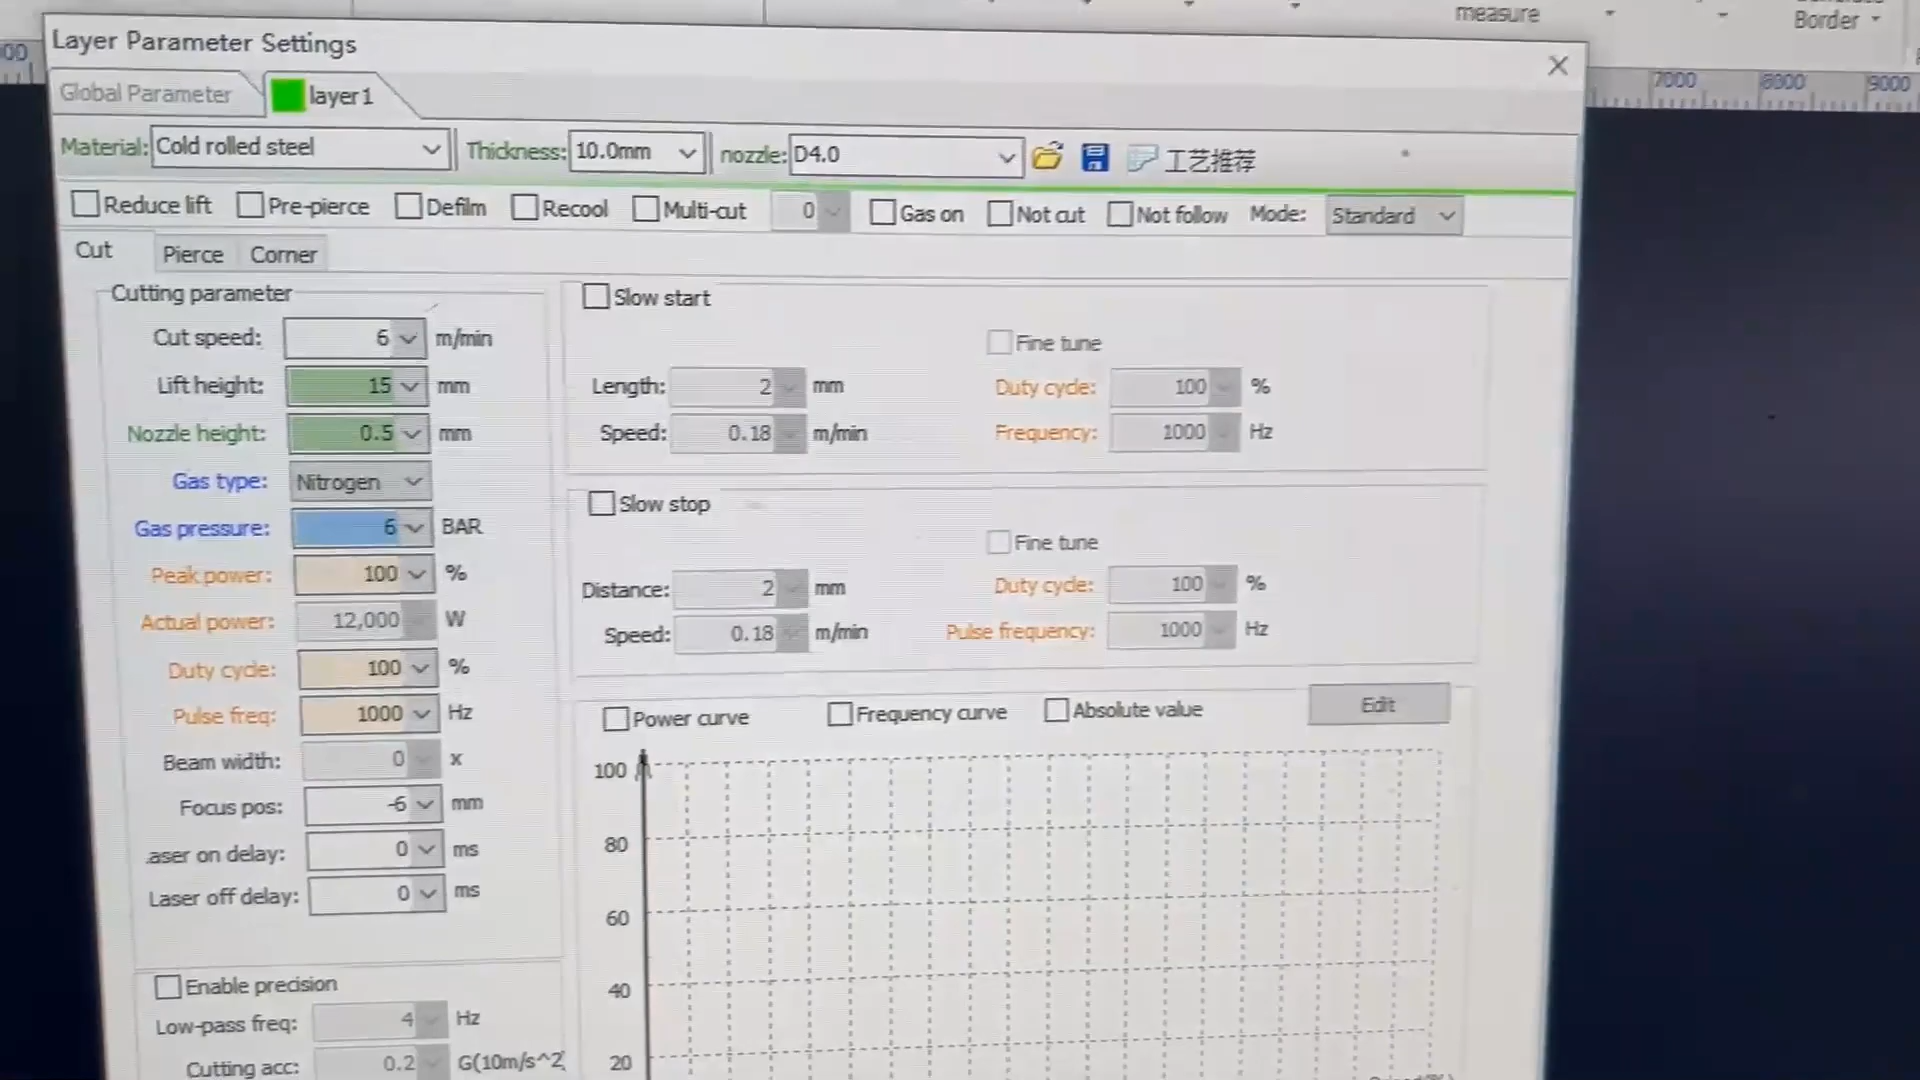 measure
Border
00
7000 8000 9000
Layer Parameter Settings
Global Parameter layer1
Material: Cold rolled steel Thickness: 10.0mm nozzle: D4.0 工艺推荐
Reduce lift Pre-pierce Defilm Recool Multi-cut 0 Gas on Not cut Not follow Mode: Standard
Cut Pierce Corner
Cutting parameter
Cut speed: 6 m/min
Lift height: 15 mm
Nozzle height: 0.5 mm
Gas type: Nitrogen
Gas pressure: 6 BAR
Peak power: 100 %
Actual power: 12,000 W
Duty cycle: 100 %
Pulse freq: 1000 Hz
Beam width: 0 x
Focus pos: -6 mm
aser on delay: 0 ms
Laser off delay: 0 ms
Enable precision
Low-pass freq: 4 Hz
Cutting acc: 0.2 G(10m/s^2
Slow start
Fine tune
Length: 2 mm Duty cycle: 100 %
Speed: 0.18 m/min Frequency: 1000 Hz
Slow stop
Fine tune
Distance: 2 mm Duty cycle: 100 %
Speed: 0.18 m/min Pulse frequency: 1000 Hz
Power curve Frequency curve Absolute value Edit
100
80
60
40
20